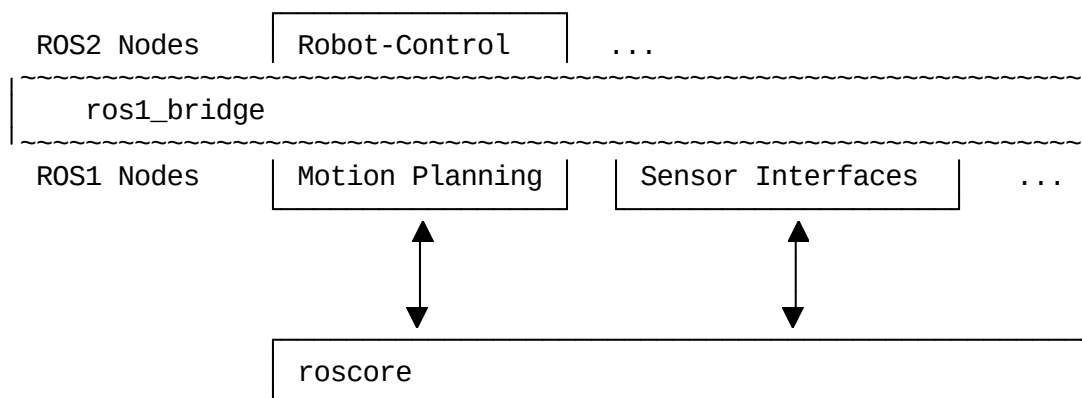 ROS2 Nodes Robot-Control ...
ros1_bridge
ROS1 Nodes Motion Planning Sensor Interfaces ...
roscore